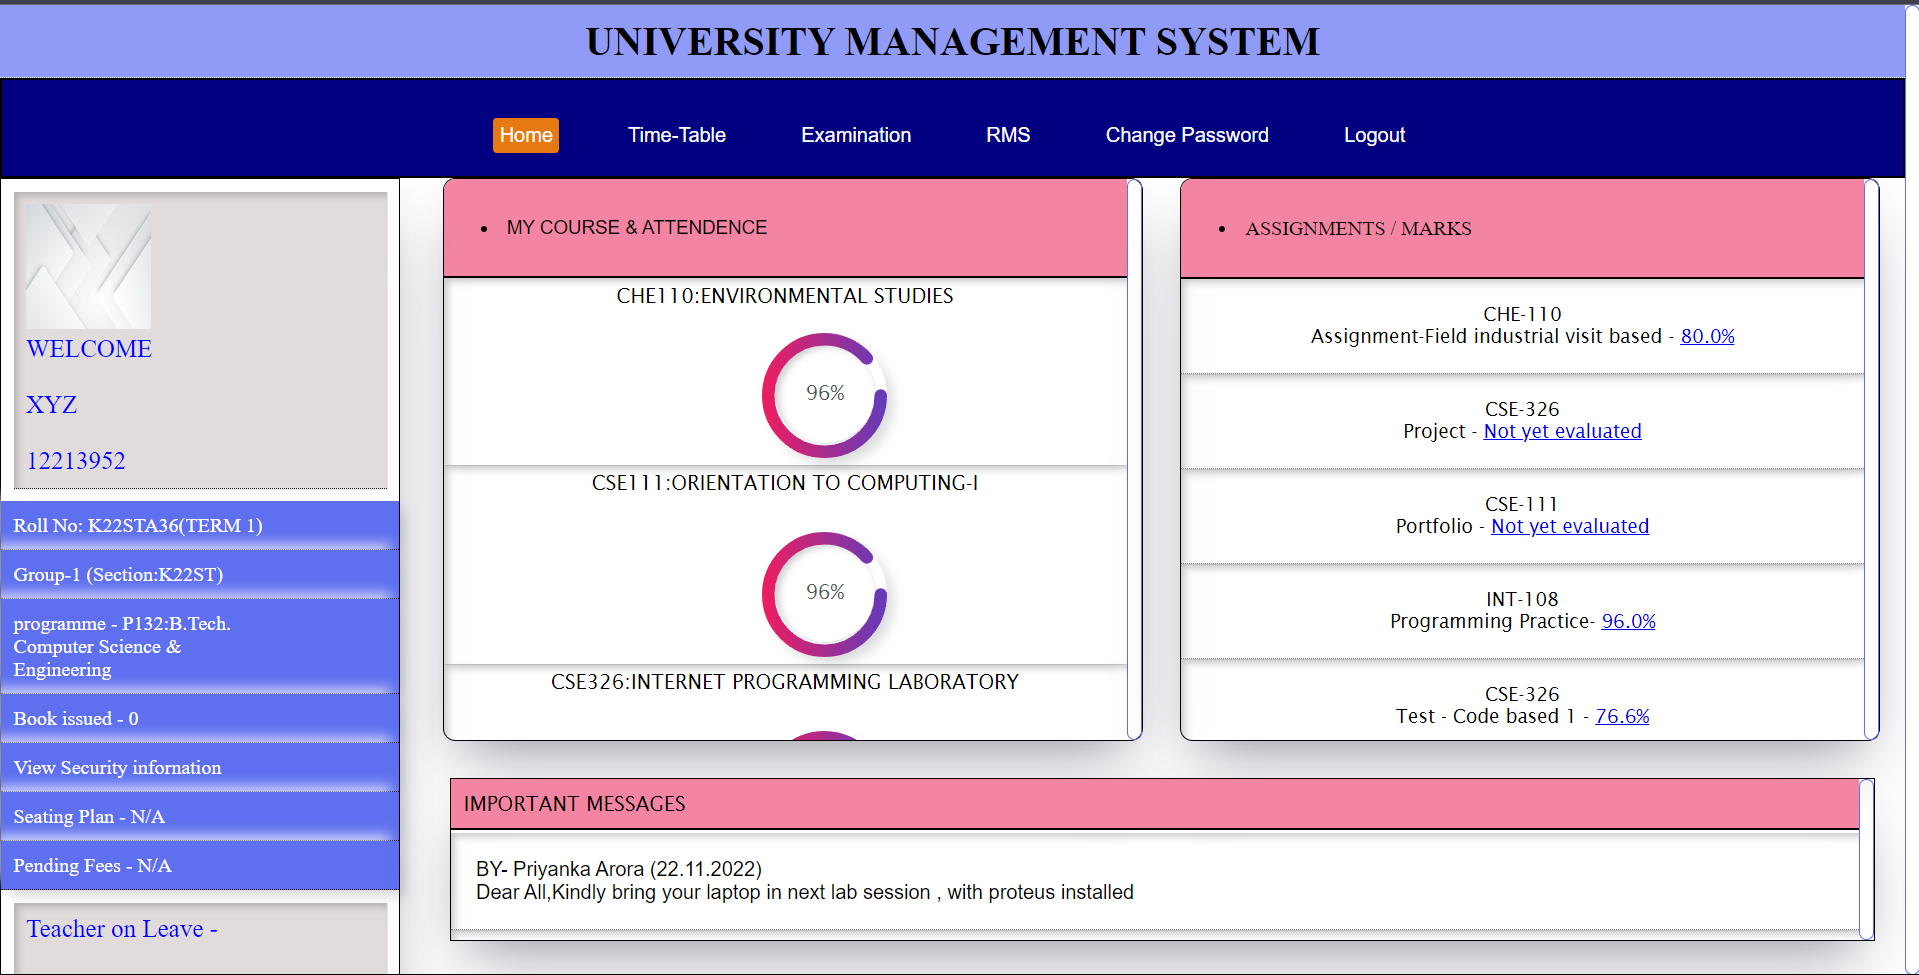 UNIVERSITY MANAGEMENT SYSTEM
Home
Time-Table
Examination
RMS
Change Password
Logout
WELCOME
XYZ
12213952
Roll No: K22STA36(TERM 1)
Group-1 (Section:K22ST)
programme - P132:B.Tech.
Computer Science &
Engineering
Book issued - 0
View Security infornation
Seating Plan - N/A
Pending Fees - N/A
Teacher on Leave -
MY COURSE & ATTENDENCE
CHE110:ENVIRONMENTAL STUDIES
96%
CSE111:ORIENTATION TO COMPUTING-I
96%
CSE326:INTERNET PROGRAMMING LABORATORY
ASSIGNMENTS / MARKS
CHE-110
Assignment-Field industrial visit based - 80.0%
CSE-326
Project - Not yet evaluated
CSE-111
Portfolio - Not yet evaluated
INT-108
Programming Practice- 96.0%
CSE-326
Test - Code based 1 - 76.6%
IMPORTANT MESSAGES
BY- Priyanka Arora (22.11.2022)
Dear All,Kindly bring your laptop in next lab session , with proteus installed